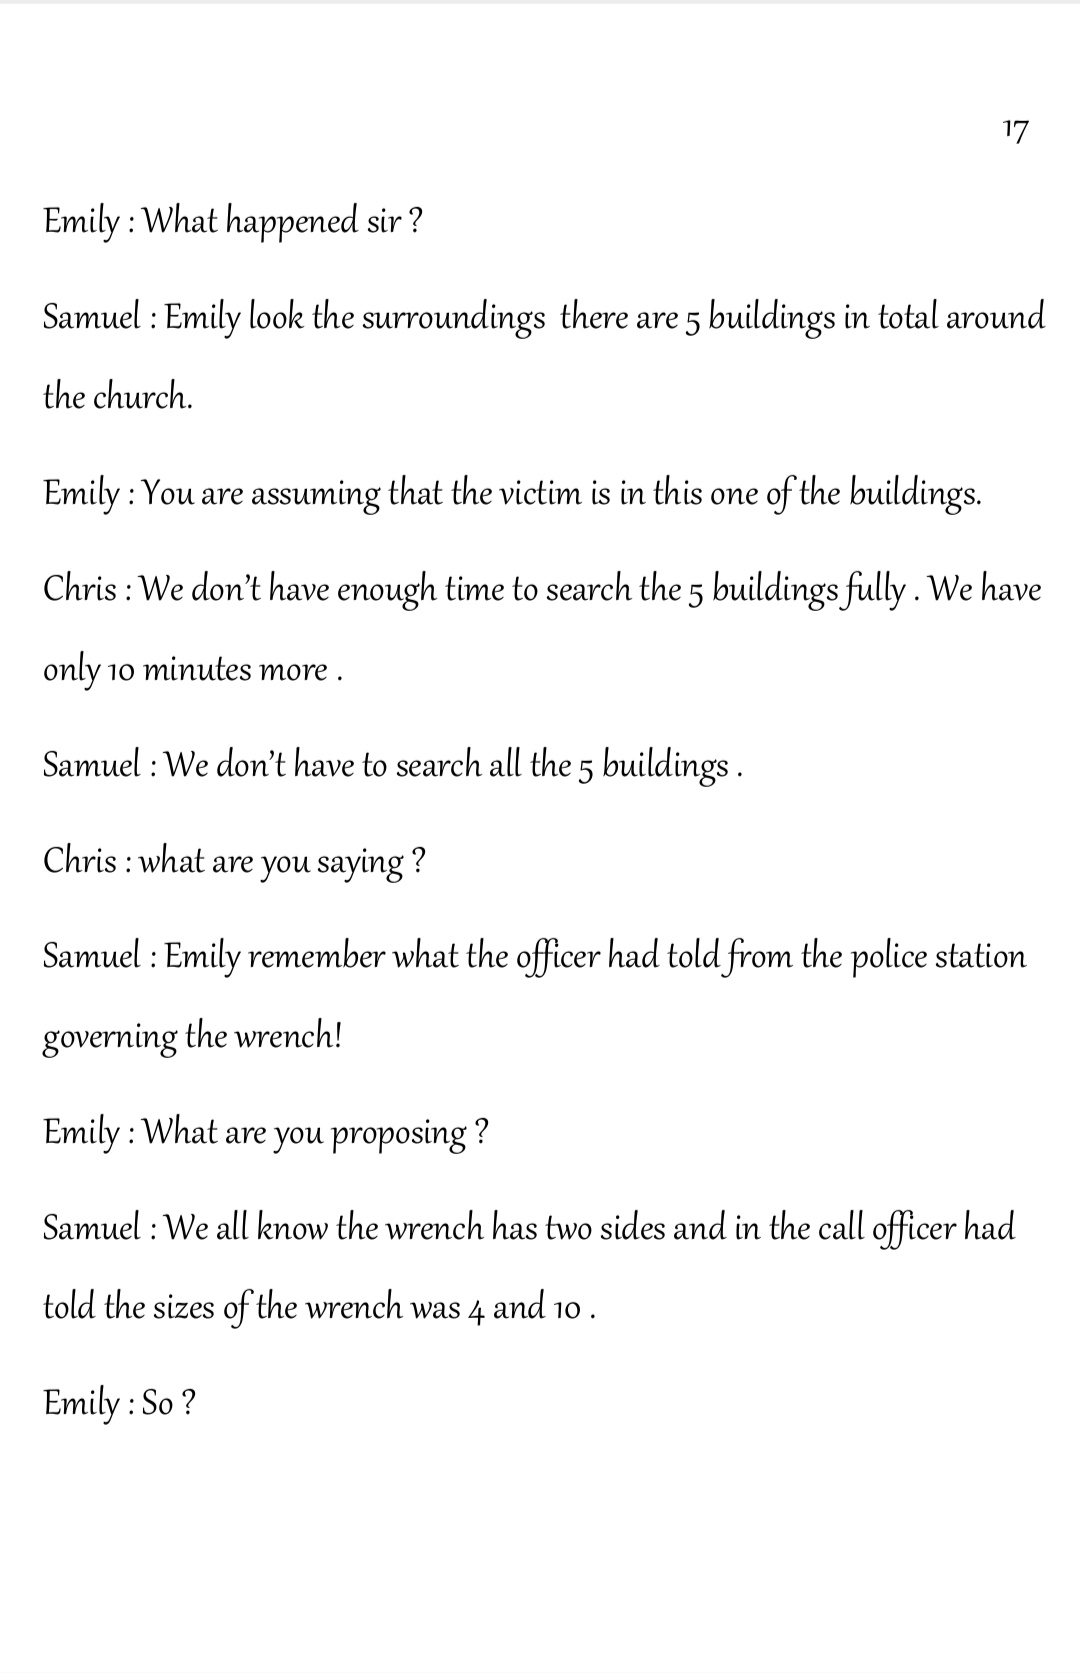 17
Emily : What happened sir ?
Samuel : Emily look the surroundings  there are 5 buildings in total around
the church.
Emily : You are assuming that the victim is in this one of the buildings.
Chris : We don’t have enough time to search the 5 buildings fully . We have
only 10 minutes more .
Samuel : We don’t have to search all the 5 buildings .
Chris : what are you saying ?
Samuel : Emily remember what the officer had told from the police station
governing the wrench!
Emily : What are you proposing ?
Samuel : We all know the wrench has two sides and in the call officer had
told the sizes of the wrench was 4 and 10 .
Emily : So ?